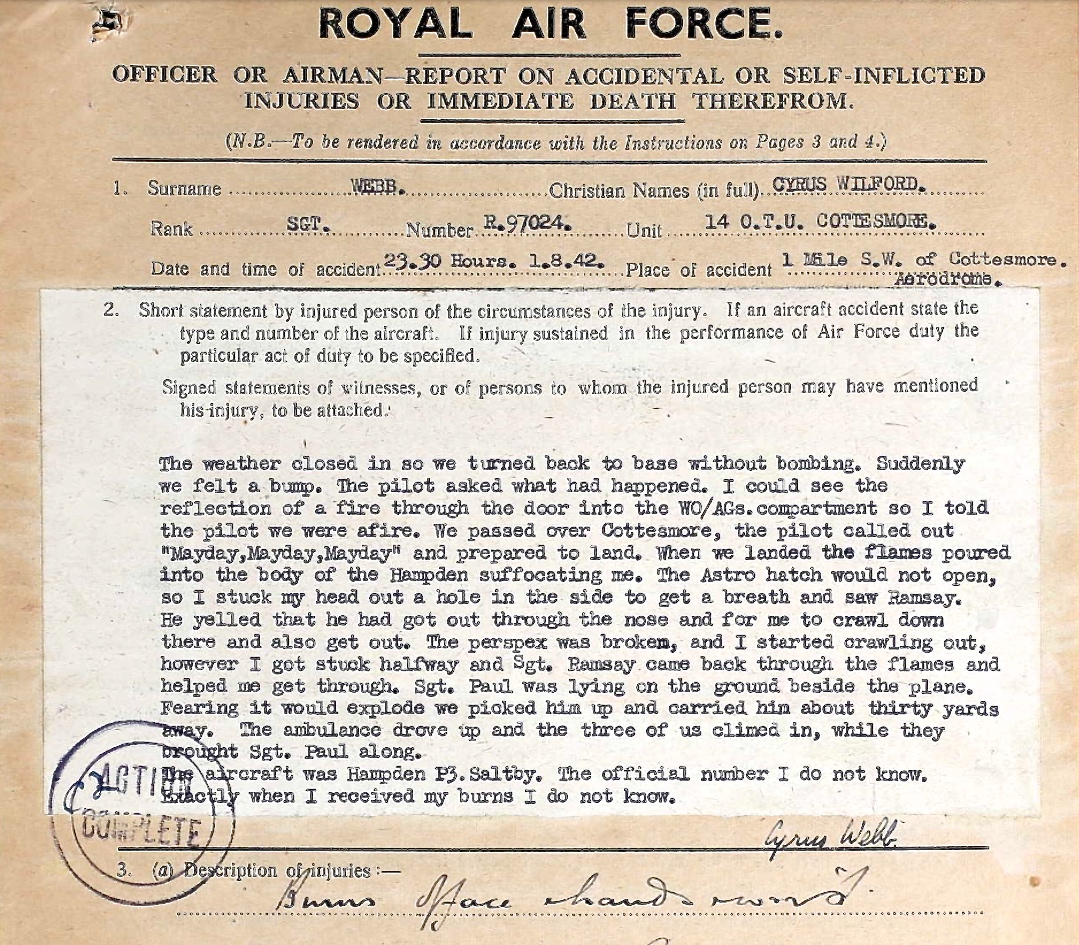 ROYAL AIR FORCE.
OFFICER OR AIRMAN—REPORT ON ACCIDENTAL OR SELF-INFLICTED
INJURIES OR IMMEDIATE DEATH THEREFROM.
(N.B.—To be rendered in accordance with the Instructions on Pages 3 and 4.)
1. Surname WEBB. Christian Names (in full) CYRUS WILFORD.
Rank SGT. Number R.97024. Unit 14 O.T.U. COTTESMORE.
Date and time of accident 23.30 Hours. 1.8.42. Place of accident 1 Mile S.W. of Cottesmore.
Aerodrome.
2. Short statement by injured person of the circumstances of the injury. If an aircraft accident state the
type and number of the aircraft. If injury sustained in the performance of Air Force duty the
particular act of duty to be specified.
Signed statements of witnesses, or of persons to whom the injured person may have mentioned
his injury, to be attached.
The weather closed in so we turned back to base without bombing. Suddenly
we felt a bump. The pilot asked what had happened. I could see the
reflection of a fire through the door into the WO/AGs.compartment so I told
the pilot we were afire. We passed over Cottesmore, the pilot called out
"Mayday,Mayday,Mayday" and prepared to land. When we landed the flames poured
into the body of the Hampden suffocating me. The Astro hatch would not open,
so I stuck my head out a hole in the side to get a breath and saw Ramsay.
He yelled that he had got out through the nose and for me to crawl down
there and also get out. The perspex was broken, and I started crawling out,
however I got stuck halfway and Sgt. Ramsay came back through the flames and
helped me get through. Sgt. Paul was lying on the ground beside the plane.
Fearing it would explode we picked him up and carried him about thirty yards
away. The ambulance drove up and the three of us climed in, while they
brought Sgt. Paul along.
The aircraft was Hampden P3.Saltby. The official number I do not know.
Exactly when I received my burns I do not know.
ACTION
COMPLETE
Cyrus Webb.
3. (a) Description of injuries :—
Burns of face hands